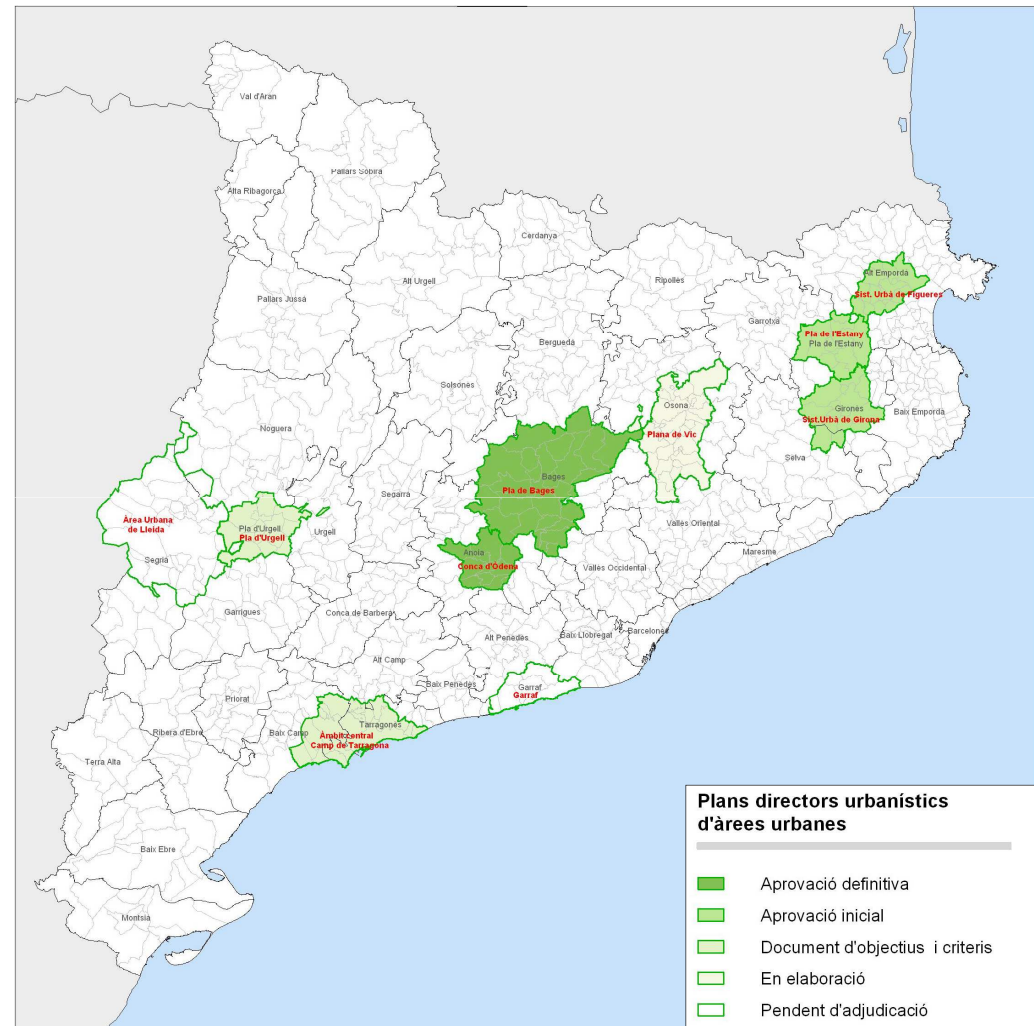 Val d'Aran
Pallars Sobirà
Alta Ribagorça
Cerdanya
Alt Urgell
Ripollès
Alt Empordà
Sist. Urbà de Figueres
Pallars Jussà
Garrotxa
Pla de l'Estany
Pla de l'Estany
Berguedà
Solsonès
Osona
Gironès
Baix Empordà
Sist.Urbà de Girona
Noguera
Plana de Vic
Selva
Bages
Pla de Bages
Segarra
Àrea Urbana
de Lleida
Pla d'Urgell
Pla d'Urgell
Urgell
Vallès Oriental
Segrià
Anoia
Conca d'Òdena
Vallès Occidental
Maresme
Garrigues
Conca de Barberà
Alt Penedès
Baix Llobregat
Barcelonès
Alt Camp
Baix Penedès
Garraf
Garraf
Priorat
Tarragonès
Ribera d'Ebre
Baix Camp
Àmbit central
Camp de Tarragona
Terra Alta
Baix Ebre
Montsià
Plans directors urbanístics
d'àrees urbanes
Aprovació definitiva
Aprovació inicial
Document d'objectius i criteris
En elaboració
Pendent d'adjudicació